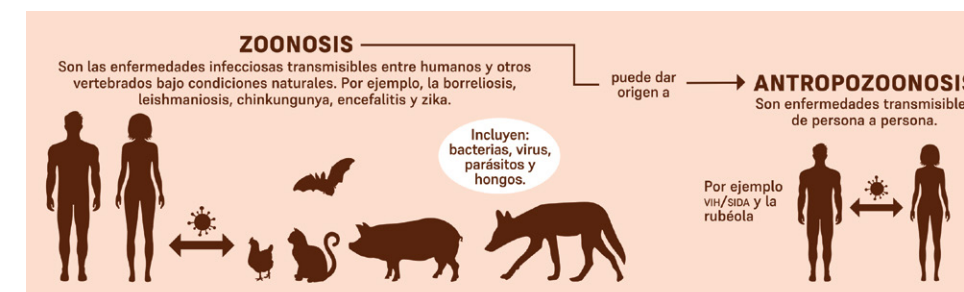 ZOONOSIS
Son las enfermedades infecciosas transmisibles entre humanos y otros
vertebrados bajo condiciones naturales. Por ejemplo, la borreliosis,
leishmaniosis, chinkungunya, encefalitis y zika.
puede dar
origen a
ANTROPOZOONOSIS
Son enfermedades transmisible
de persona a persona.
Incluyen:
bacterias, virus,
parásitos y
hongos.
Por ejemplo
VIH/SIDA y la
rubéola